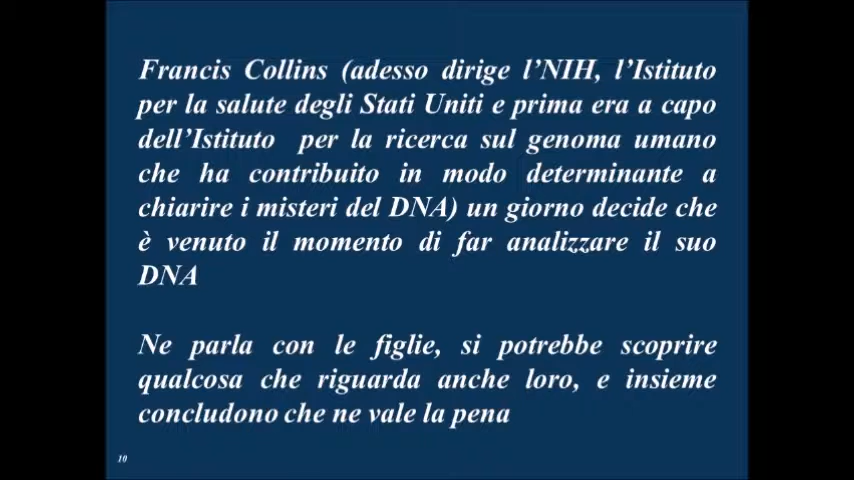 Francis Collins (adesso dirige l'NIH, l'Istituto
per la salute degli Stati Uniti e prima era a capo
dell'Istituto per la ricerca sul genoma umano
che ha contribuito in modo determinante a
chiarire i misteri del DNA) un giorno decide che
è venuto il momento di far analizzare il suo
DNA
Ne parla con le figlie, si potrebbe scoprire
qualcosa che riguarda anche loro, e insieme
concludono che ne vale la pena
10